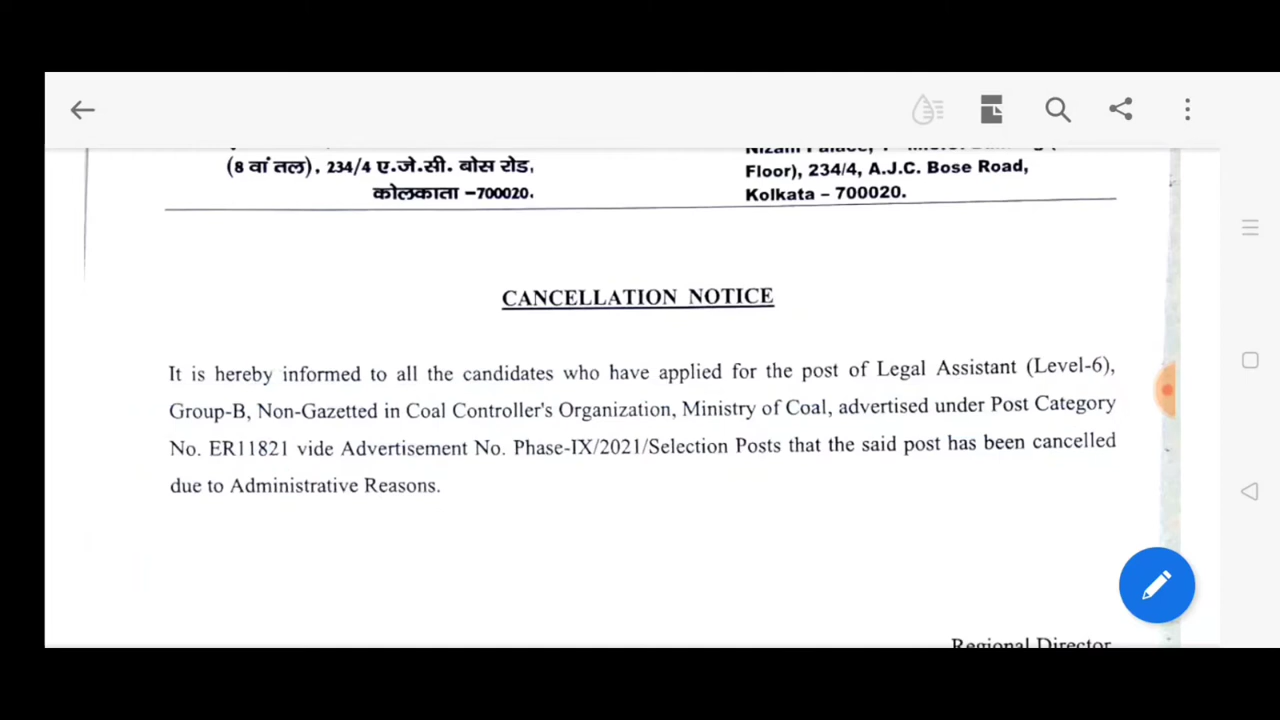 (8 वां तल), 234/4 ए.जे.सी. बोस रोड,
कोलकाता –700020.
Nizam Palace,
Floor), 234/4, A.J.C. Bose Road,
Kolkata – 700020.
CANCELLATION NOTICE
It is hereby informed to all the candidates who have applied for the post of Legal Assistant (Level-6),
Group-B, Non-Gazetted in Coal Controller's Organization, Ministry of Coal, advertised under Post Category
No. ER11821 vide Advertisement No. Phase-IX/2021/Selection Posts that the said post has been cancelled
due to Administrative Reasons.
Regional Director